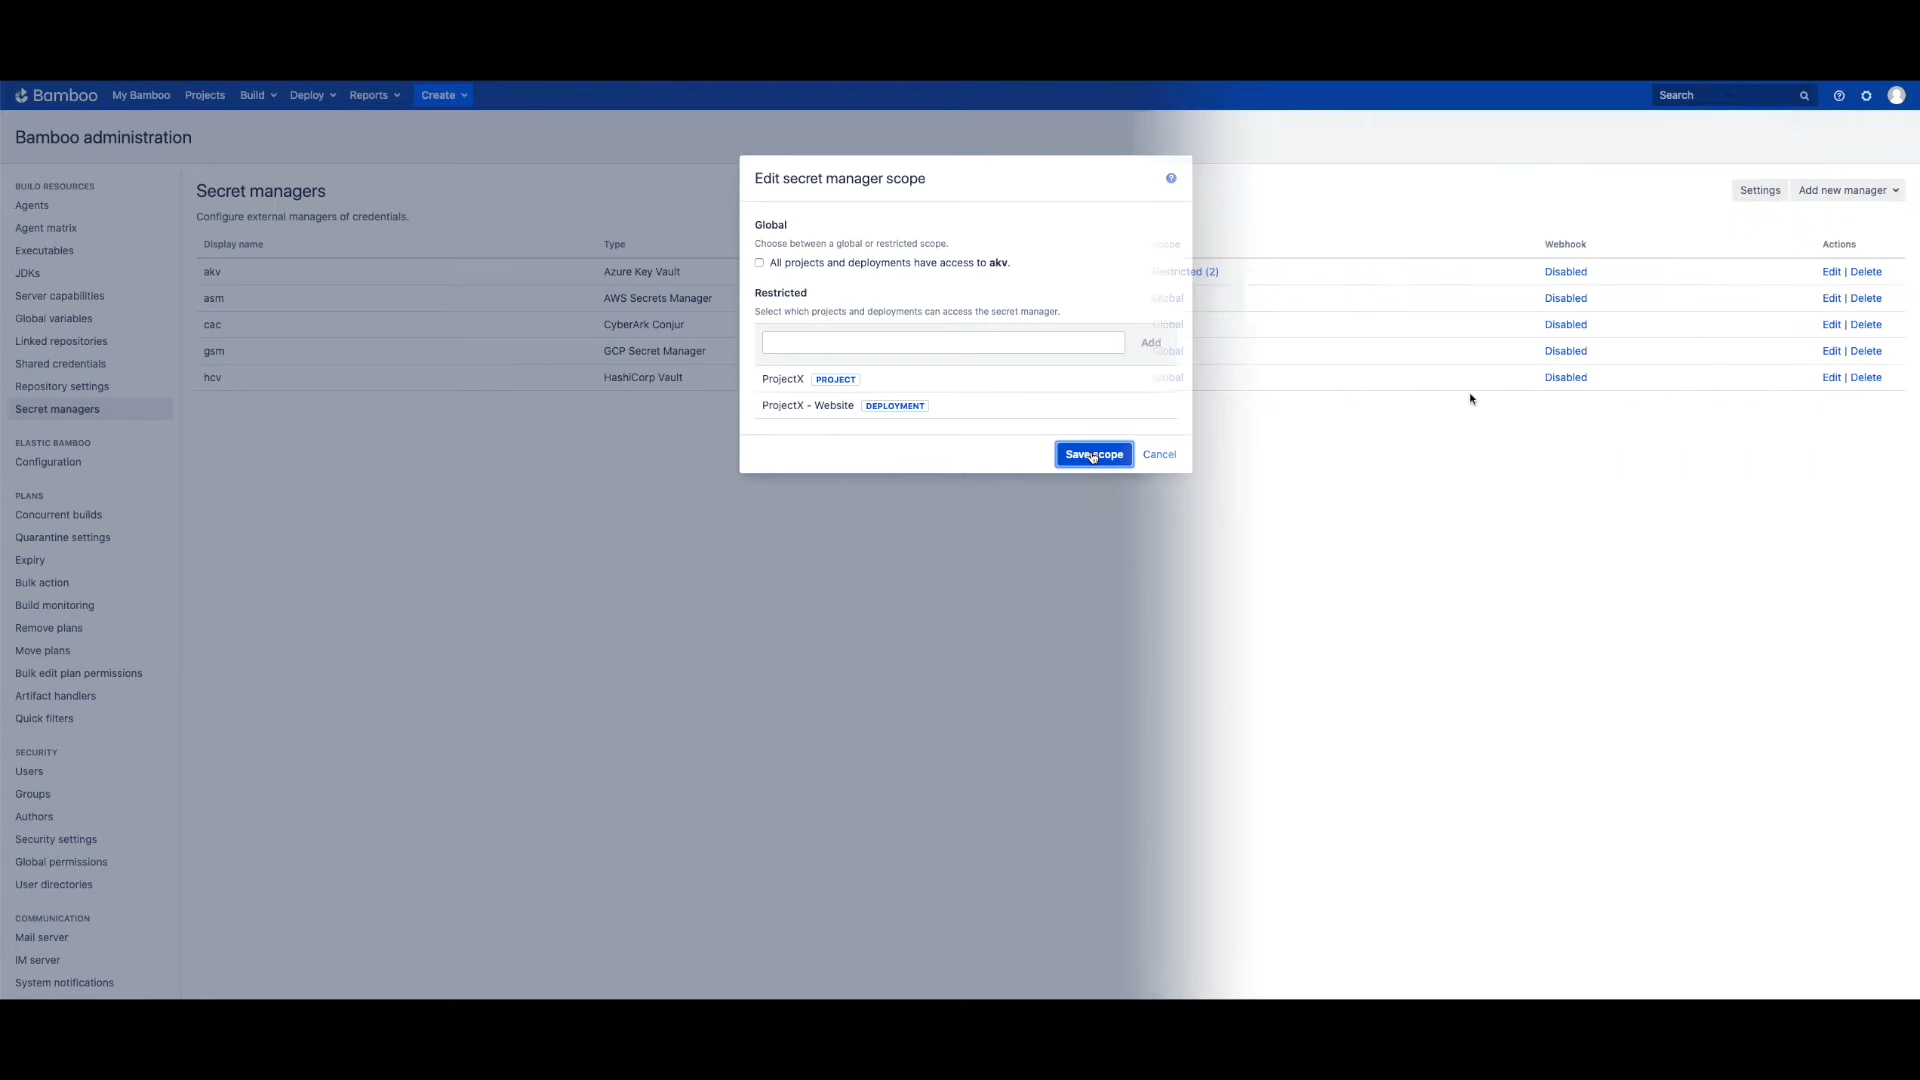 Bamboo My Bamboo Projects Build Deploy Reports Create Search
Bamboo administration
BUILD RESOURCES
Agents
Agent matrix
Executables
JDKs
Server capabilities
Global variables
Linked repositories
Shared credentials
Repository settings
Secret managers
ELASTIC BAMBOO
Configuration
PLANS
Concurrent builds
Quarantine settings
Expiry
Bulk action
Build monitoring
Remove plans
Move plans
Bulk edit plan permissions
Artifact handlers
Quick filters
SECURITY
Users
Groups
Authors
Security settings
Global permissions
User directories
COMMUNICATION
Mail server
IM server
System notifications
Secret managers
Settings Add new manager
Configure external managers of credentials.
Display name Type Scope Webhook Actions
akv Azure Key Vault Restricted (2) Disabled Edit | Delete
asm AWS Secrets Manager Global Disabled Edit | Delete
cac CyberArk Conjur Global Disabled Edit | Delete
gsm GCP Secret Manager Global Disabled Edit | Delete
hcv HashiCorp Vault Global Disabled Edit | Delete
Edit secret manager scope
Global
Choose between a global or restricted scope.
All projects and deployments have access to akv.
Restricted
Select which projects and deployments can access the secret manager.
Add
ProjectX PROJECT
ProjectX - Website DEPLOYMENT
Save scope Cancel